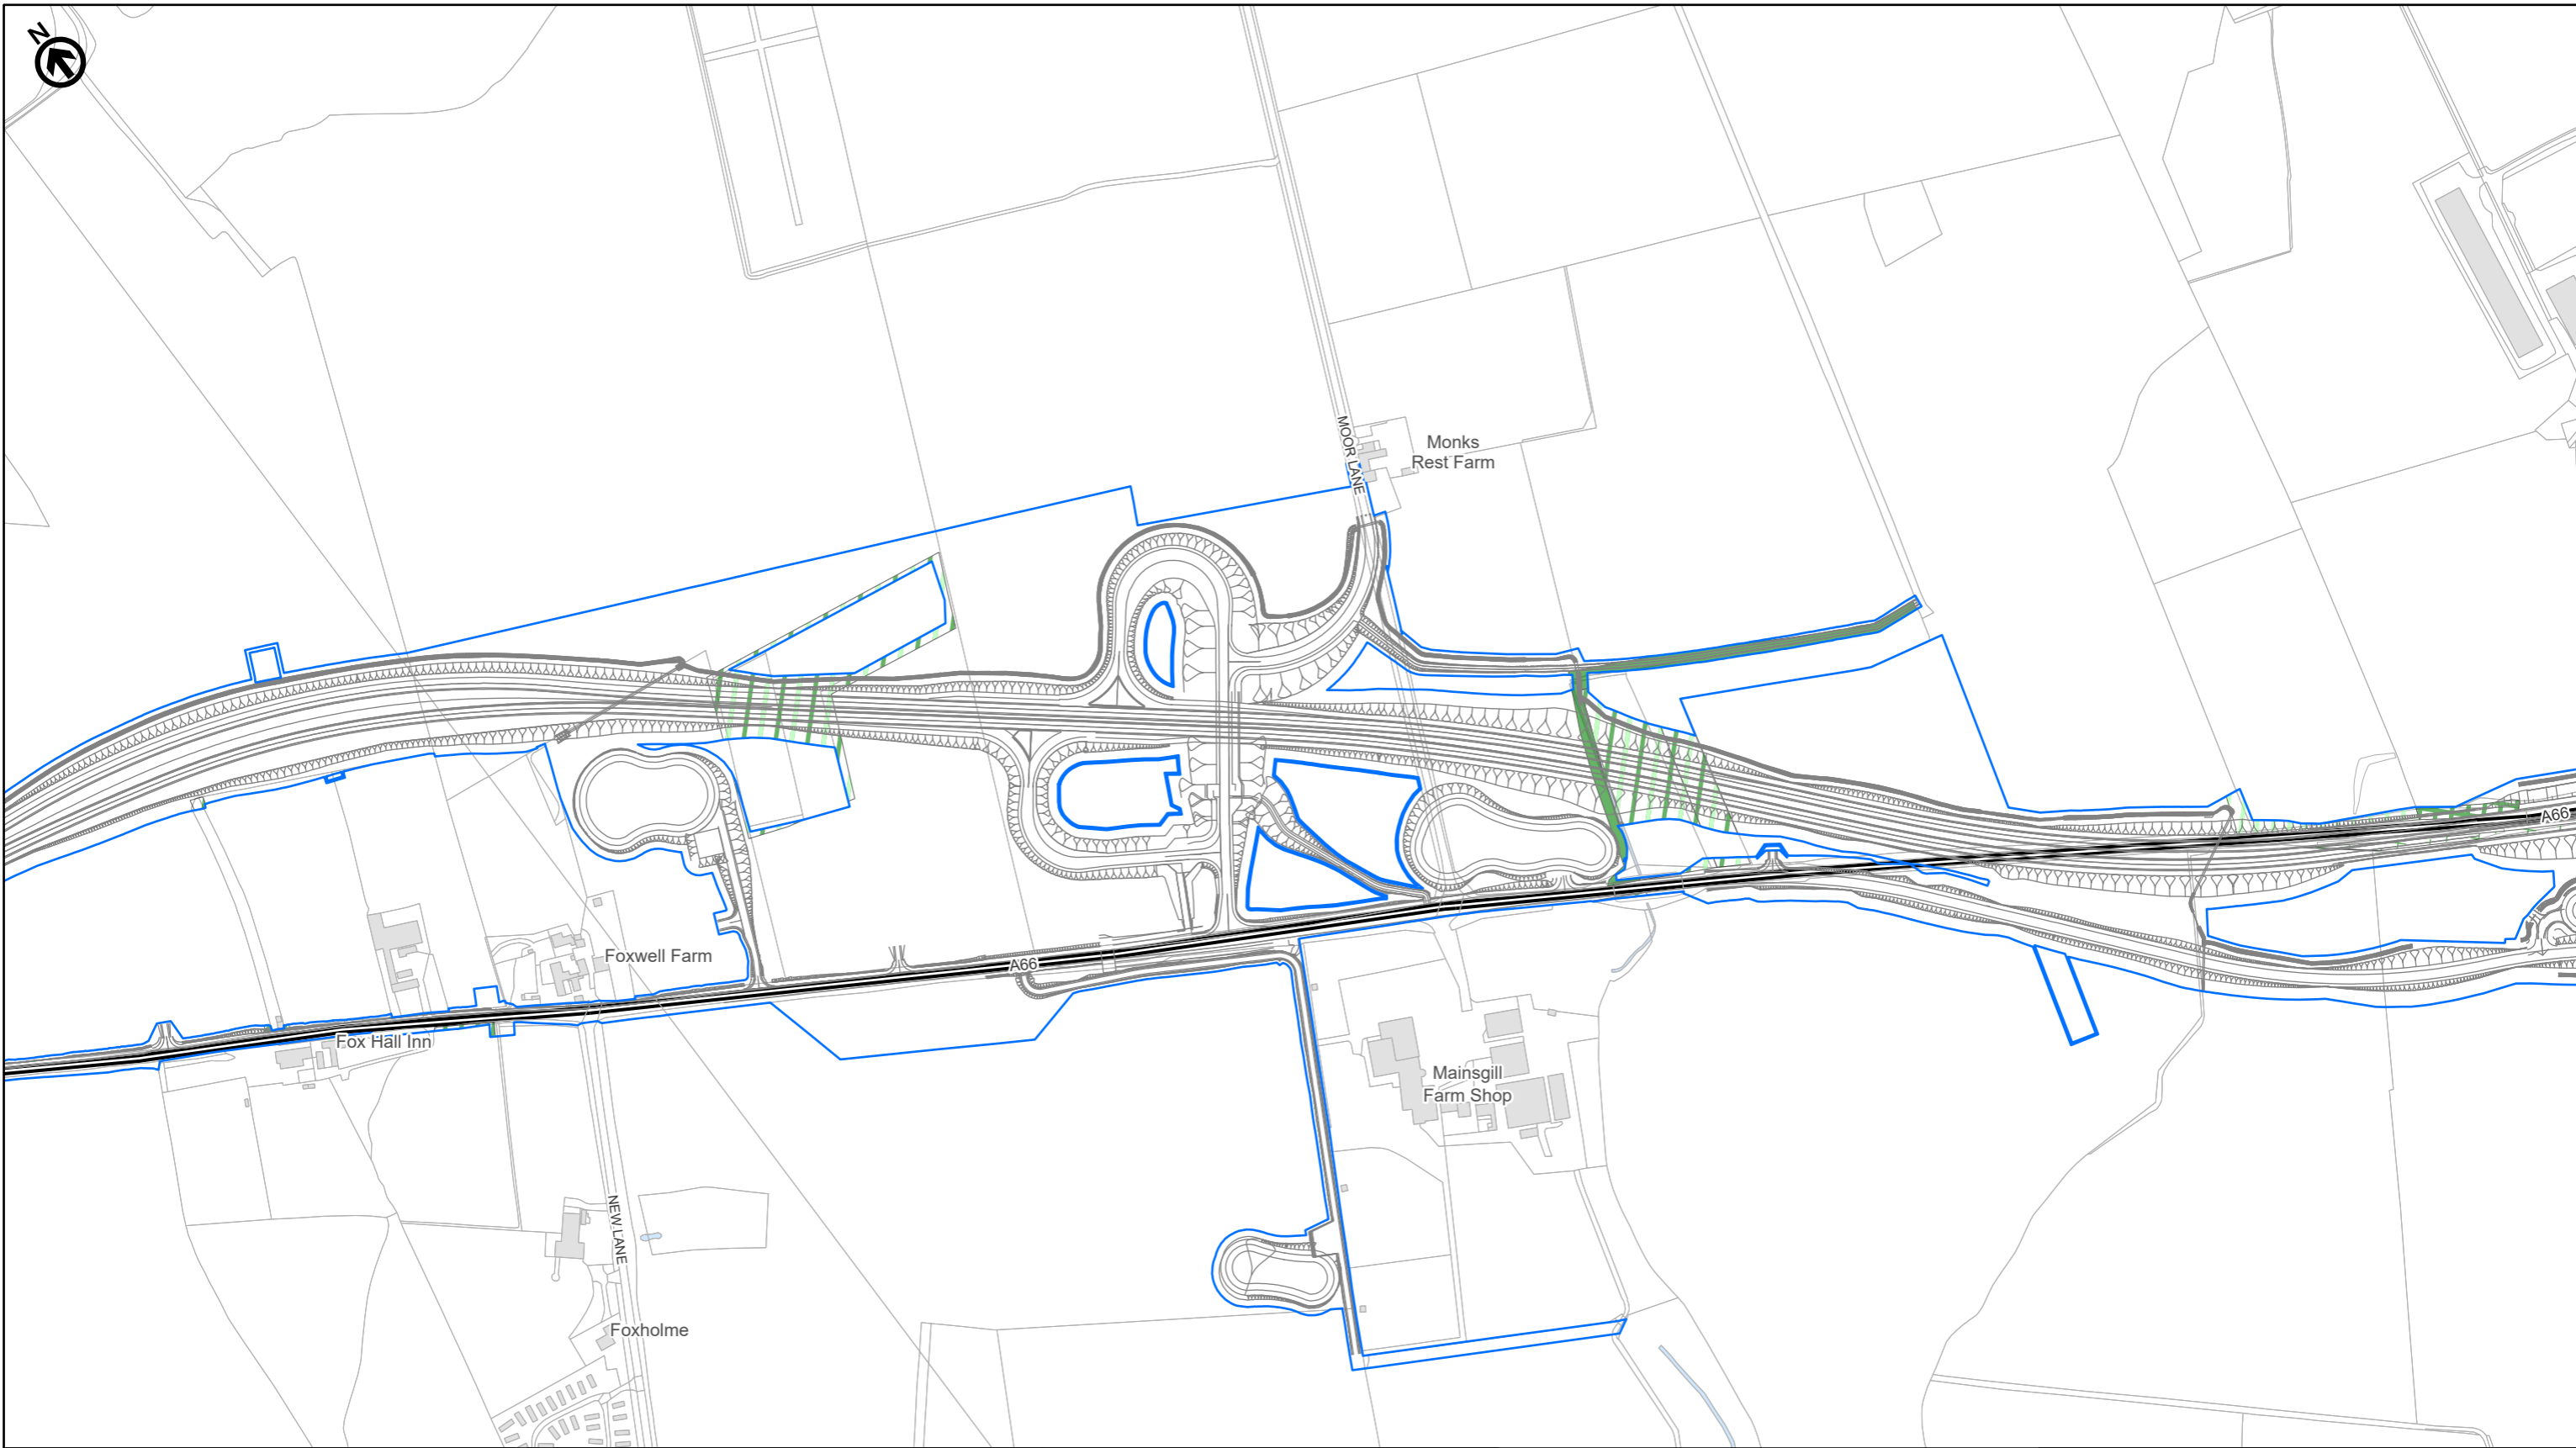 N
MOOR LANE
Monks
Rest Farm
A66
Foxwell Farm
A66
Fox Hall Inn
Mainsgill
Farm Shop
NEW LANE
Foxholme